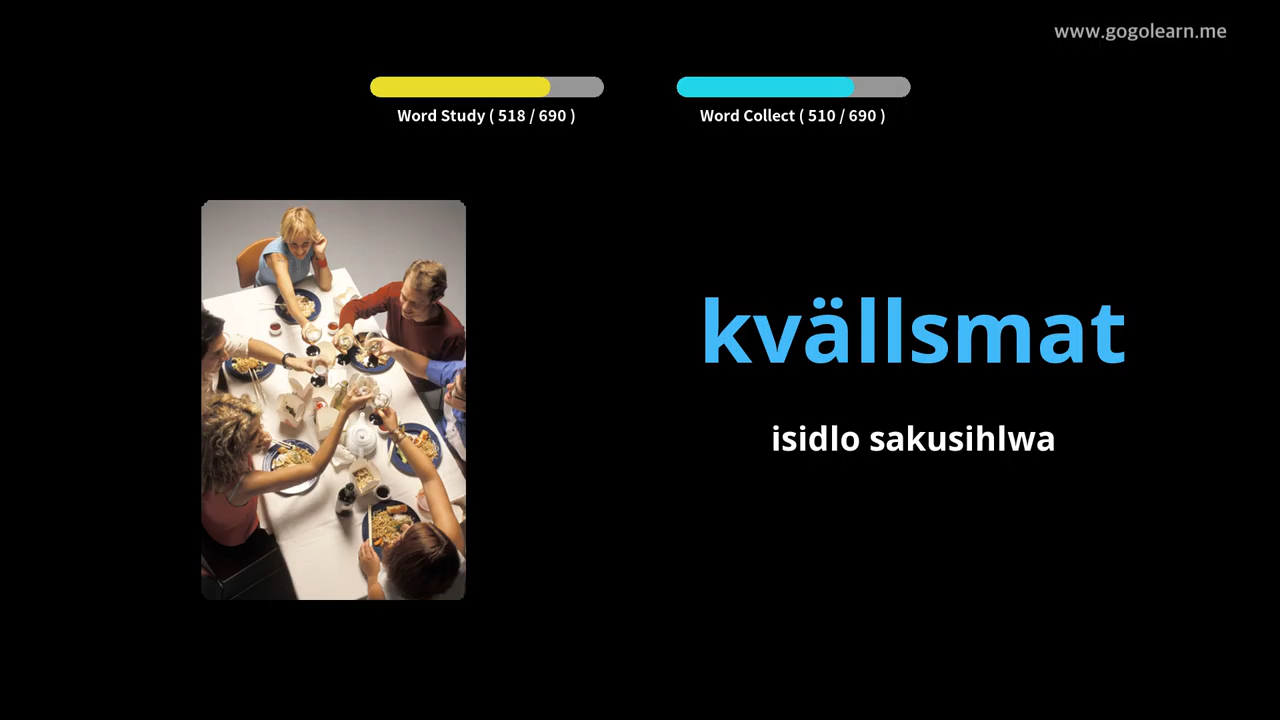 www.gogolearn.me
Word Study ( 518 / 690 )
Word Collect ( 510 / 690 )
kvällsmat
isidlo sakusihlwa